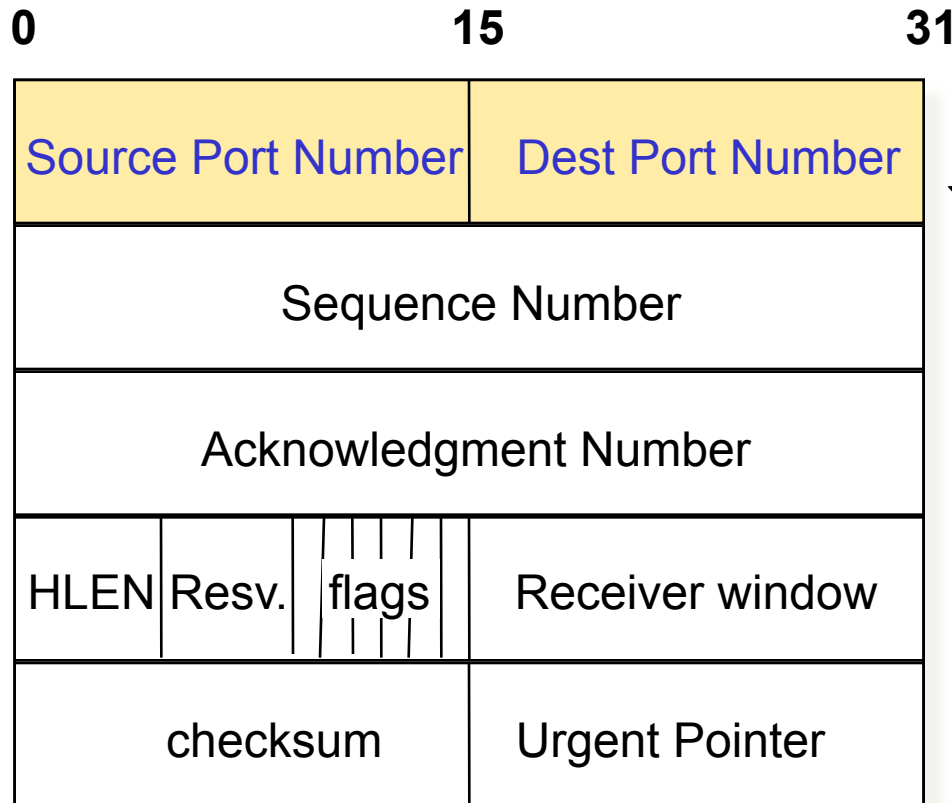 0 15 31
Source Port Number Dest Port Number
Sequence Number
Acknowledgment Number
HLEN Resv. flags Receiver window
checksum Urgent Pointer